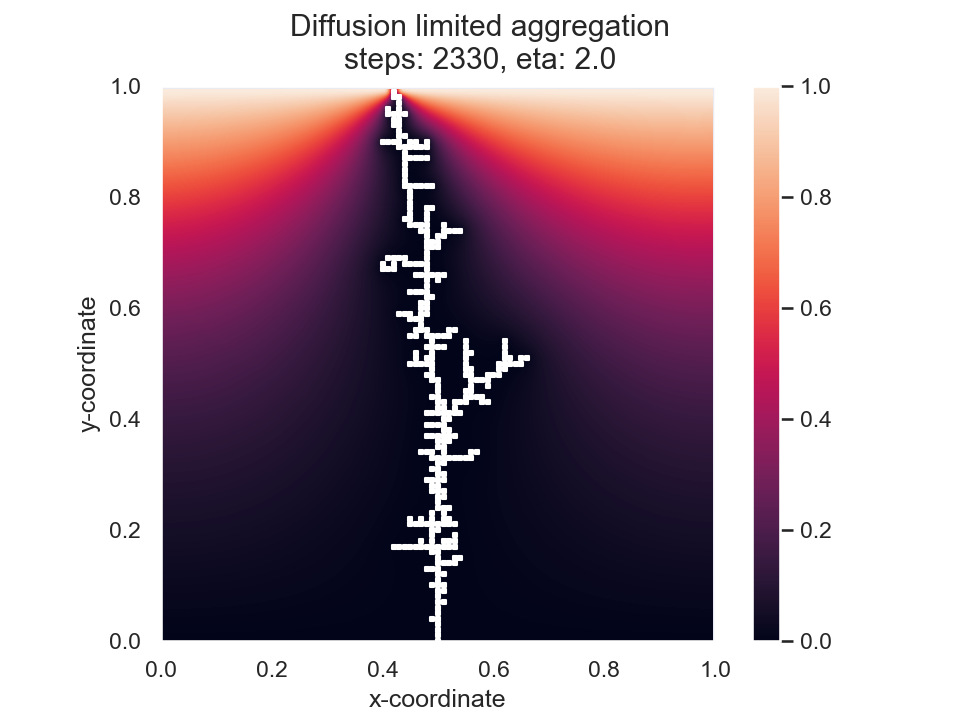 Diffusion limited aggregation
steps: 2330, eta: 2.0
1.0
0.8
0.6
0.4
0.2
0.0
y-coordinate
0.0 0.2 0.4 0.6 0.8 1.0
x-coordinate
1.0
0.8
0.6
0.4
0.2
0.0